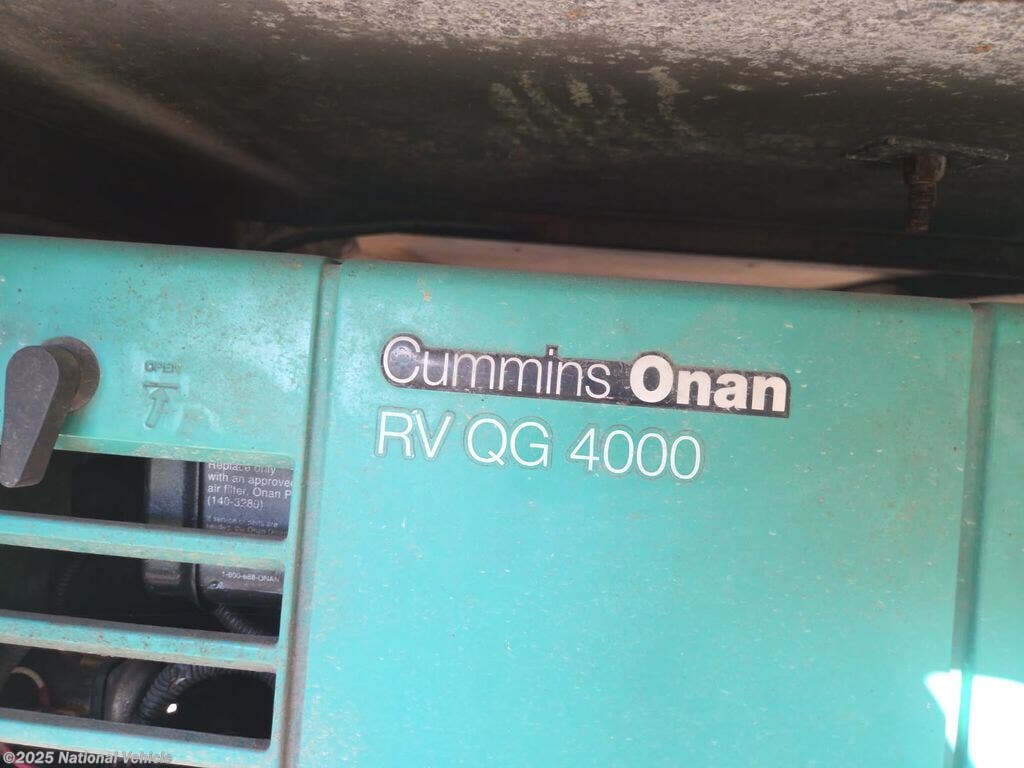 Cummins Onan
RV QG 4000
OPEN
Replace only
with an approved
air filter, Onan P
(140-3280)
1-800-888-ONAN
©2025 National Vehicle